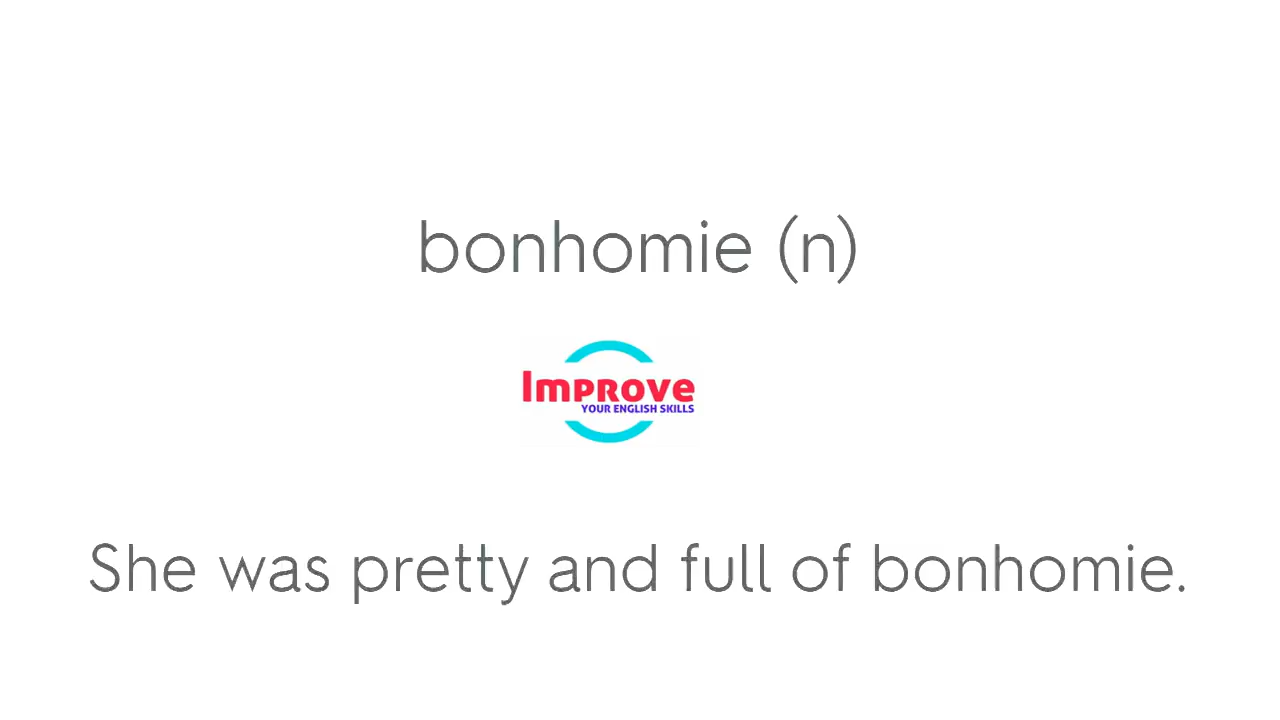 bonhomie (n)
Improve
YOUR ENGLISH SKILLS
She was pretty and full of bonhomie.